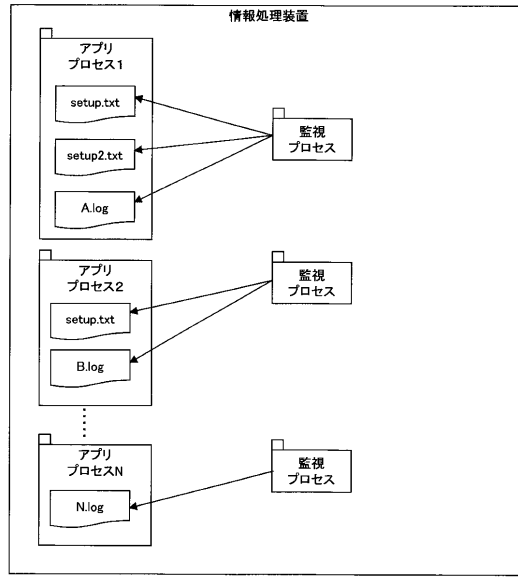 情報処理装置
アプリ
プロセス1
setup.txt
setup2.txt
A.log
監視
プロセス
アプリ
プロセス2
setup.txt
B.log
監視
プロセス
アプリ
プロセスN
N.log
監視
プロセス